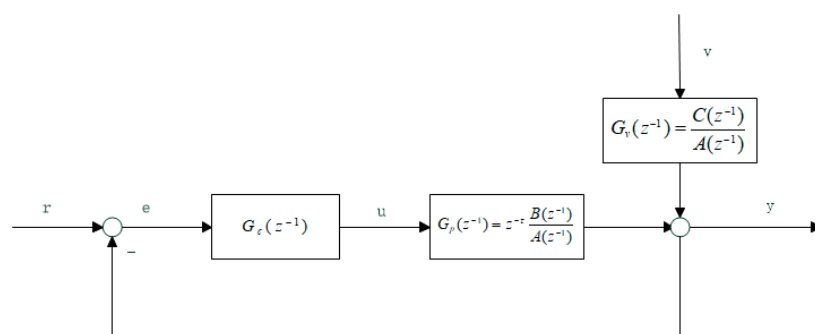 v
G_v(z⁻¹) = C(z⁻¹)/A(z⁻¹)
r
e
G_c(z⁻¹)
u
G_p(z⁻¹) = z⁻ᵗ B(z⁻¹)/A(z⁻¹)
y
−